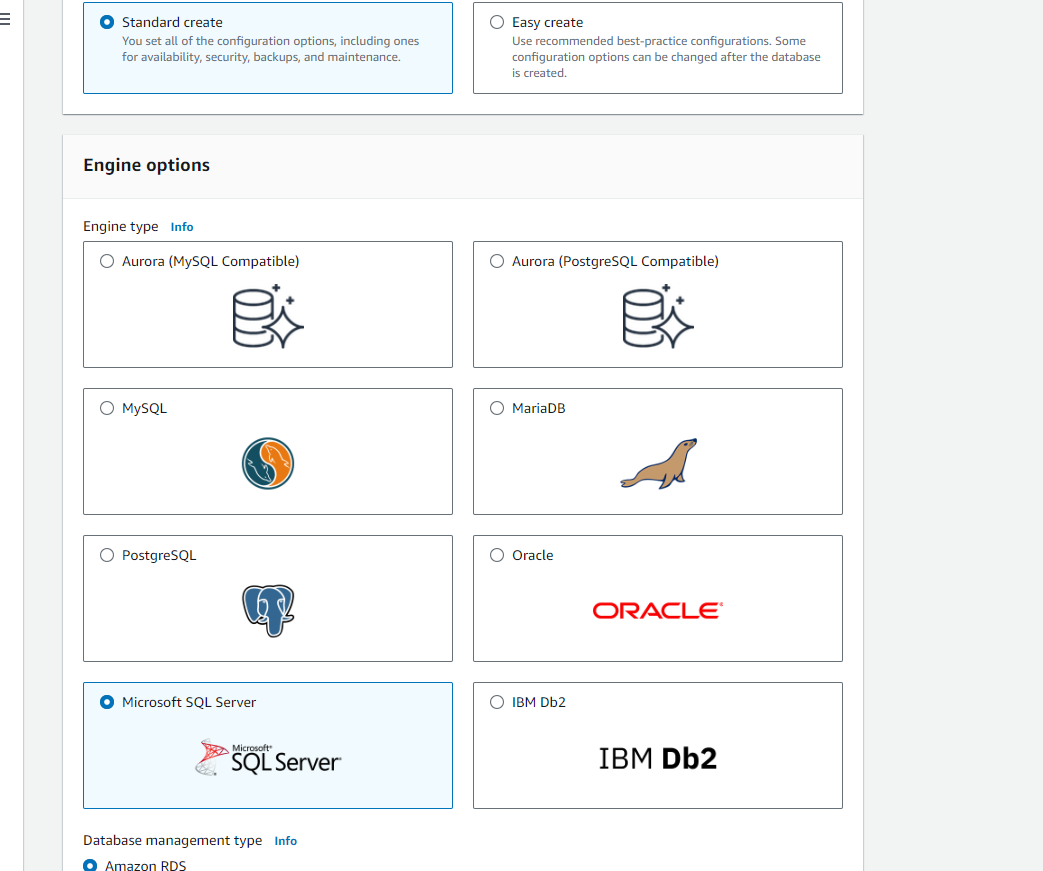 Standard create
You set all of the configuration options, including ones
for availability, security, backups, and maintenance.
Easy create
Use recommended best-practice configurations. Some
configuration options can be changed after the database
is created.
Engine options
Engine type Info
Aurora (MySQL Compatible)
Aurora (PostgreSQL Compatible)
MySQL
MariaDB
PostgreSQL
Oracle
ORACLE
Microsoft SQL Server
Microsoft®
SQL Server
IBM Db2
IBM Db2
Database management type Info
Amazon RDS